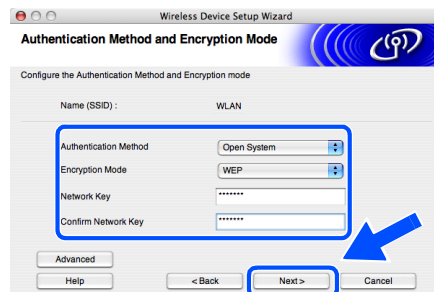 Wireless Device Setup Wizard
Authentication Method and Encryption Mode
Configure the Authentication Method and Encryption mode
Name (SSID) : WLAN
Authentication Method Open System
Encryption Mode WEP
Network Key *******
Confirm Network Key *******
Advanced
Help < Back Next > Cancel